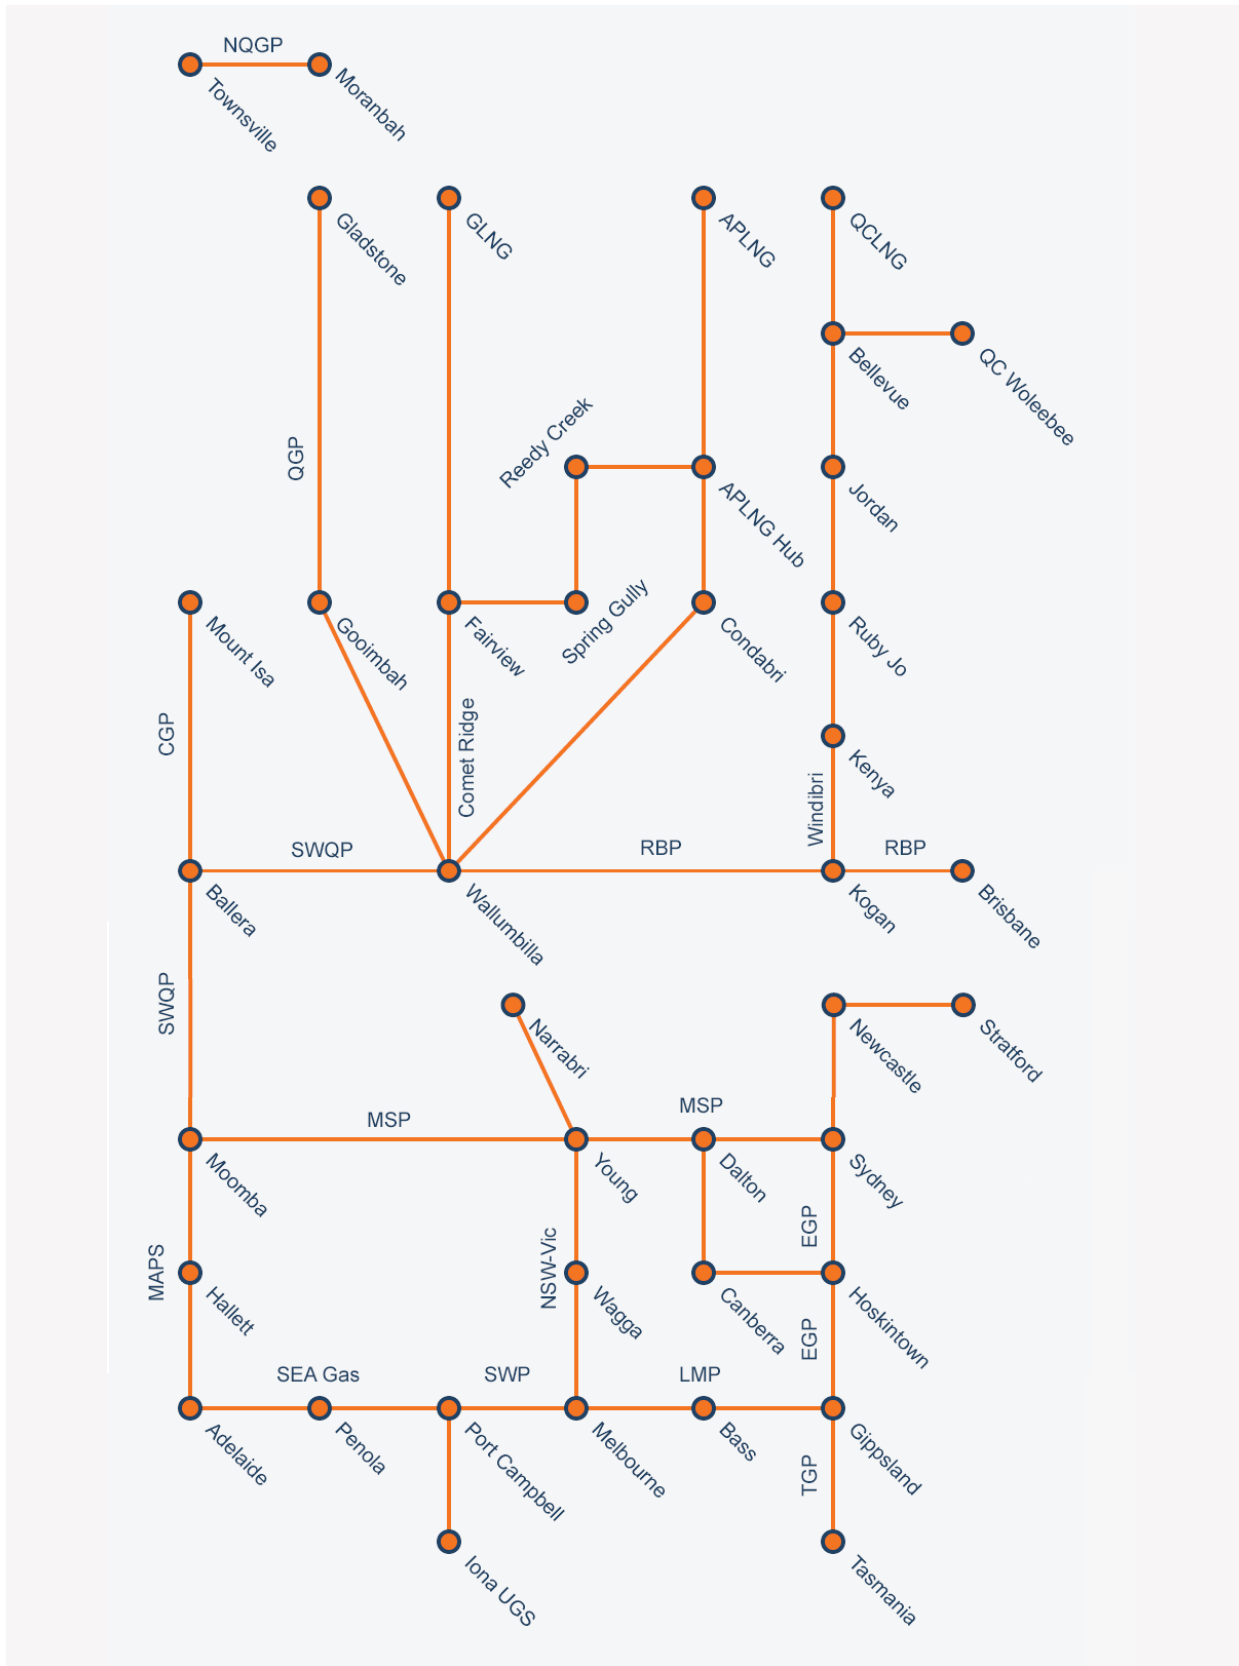 NQGP
Townsville
Moranbah
Gladstone
GLNG
APLNG
QCLNG
Bellevue
QC Woleebee
QGP
Reedy Creek
APLNG Hub
Jordan
Mount Isa
Gooimbah
Fairview
Spring Gully
Condabri
Ruby Jo
CGP
Comet Ridge
Kenya
Windibri
SWQP
RBP
RBP
Ballera
Wallumbilla
Kogan
Brisbane
SWQP
Narrabri
Newcastle
Stratford
MSP
MSP
Moomba
Young
Dalton
Sydney
EGP
MAPS
NSW-Vic
Hallett
Wagga
Canberra
Hoskintown
EGP
SEA Gas
SWP
LMP
Adelaide
Penola
Port Campbell
Melbourne
Bass
Gippsland
TGP
Iona UGS
Tasmania